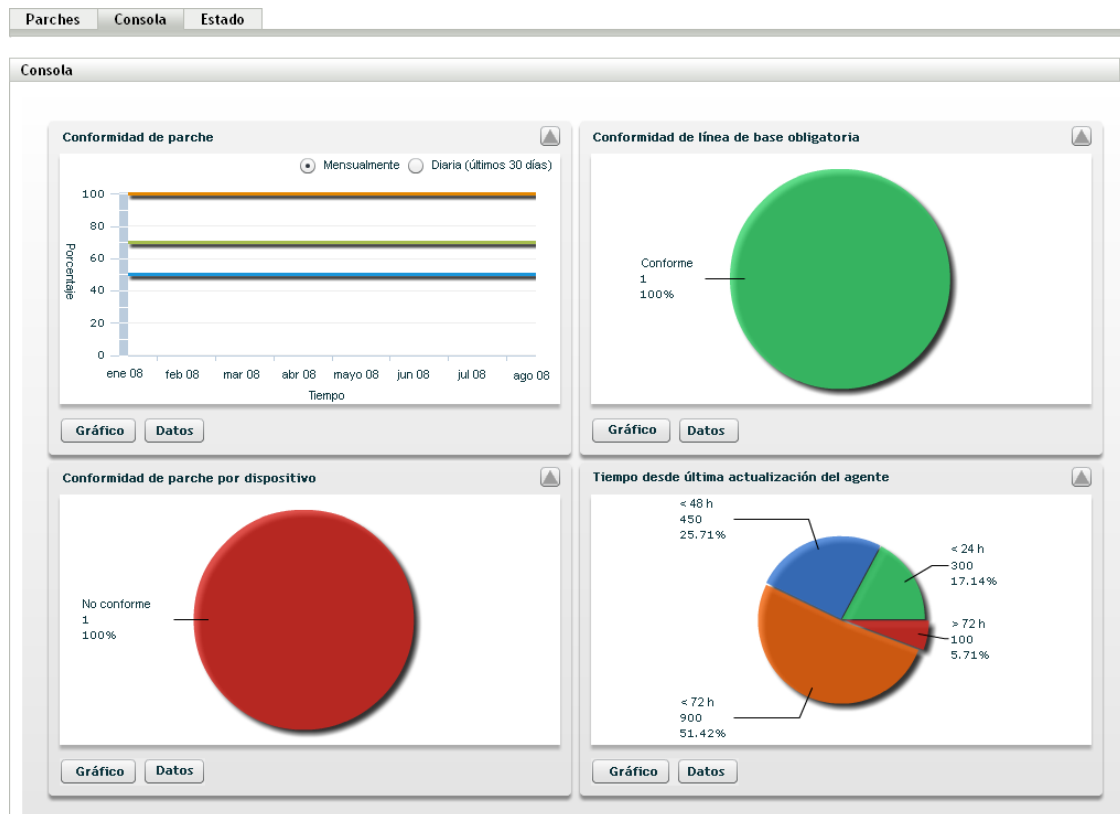 Parches Consola Estado
Consola
Conformidad de parche
Mensualmente Diaria (últimos 30 días)
100
80
60
40
20
0
Porcentaje
ene 08 feb 08 mar 08 abr 08 mayo 08 jun 08 jul 08 ago 08
Tiempo
Gráfico Datos
Conformidad de línea de base obligatoria
Conforme
1
100%
Gráfico Datos
Conformidad de parche por dispositivo
No conforme
1
100%
Gráfico Datos
Tiempo desde última actualización del agente
< 48 h
450
25.71%
< 24 h
300
17.14%
> 72 h
100
5.71%
< 72 h
900
51.42%
Gráfico Datos